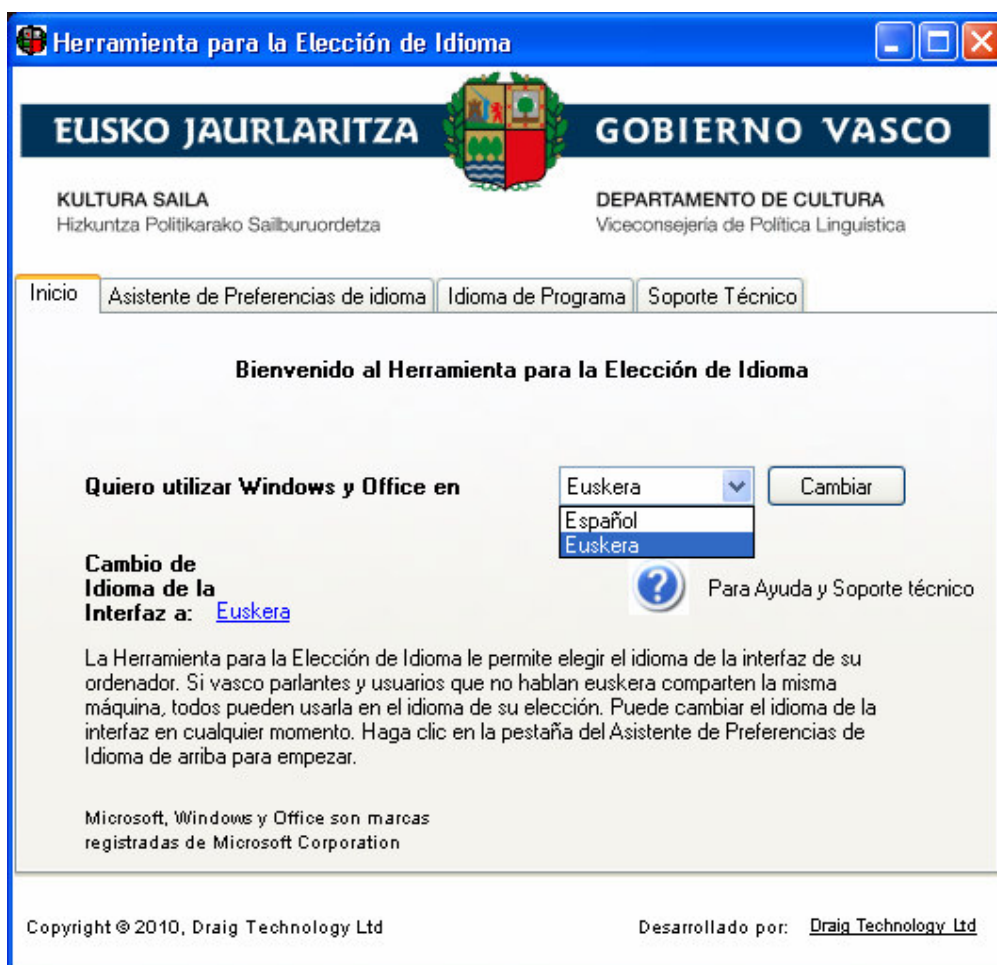 Herramienta para la Elección de Idioma
EUSKO JAURLARITZA
GOBIERNO VASCO
KULTURA SAILA
Hizkuntza Politikarako Sailburuordetza
DEPARTAMENTO DE CULTURA
Viceconsejería de Política Linguistica
Inicio
Asistente de Preferencias de idioma
Idioma de Programa
Soporte Técnico
Bienvenido al Herramienta para la Elección de Idioma
Quiero utilizar Windows y Office en
Euskera
Cambiar
Español
Euskera
Cambio de
Idioma de la
Interfaz a: Euskera
? Para Ayuda y Soporte técnico
La Herramienta para la Elección de Idioma le permite elegir el idioma de la interfaz de su
ordenador. Si vasco parlantes y usuarios que no hablan euskera comparten la misma
máquina, todos pueden usarla en el idioma de su elección. Puede cambiar el idioma de la
interfaz en cualquier momento. Haga clic en la pestaña del Asistente de Preferencias de
Idioma de arriba para empezar.
Microsoft, Windows y Office son marcas
registradas de Microsoft Corporation
Copyright © 2010, Draig Technology Ltd
Desarrollado por: Draig Technology Ltd